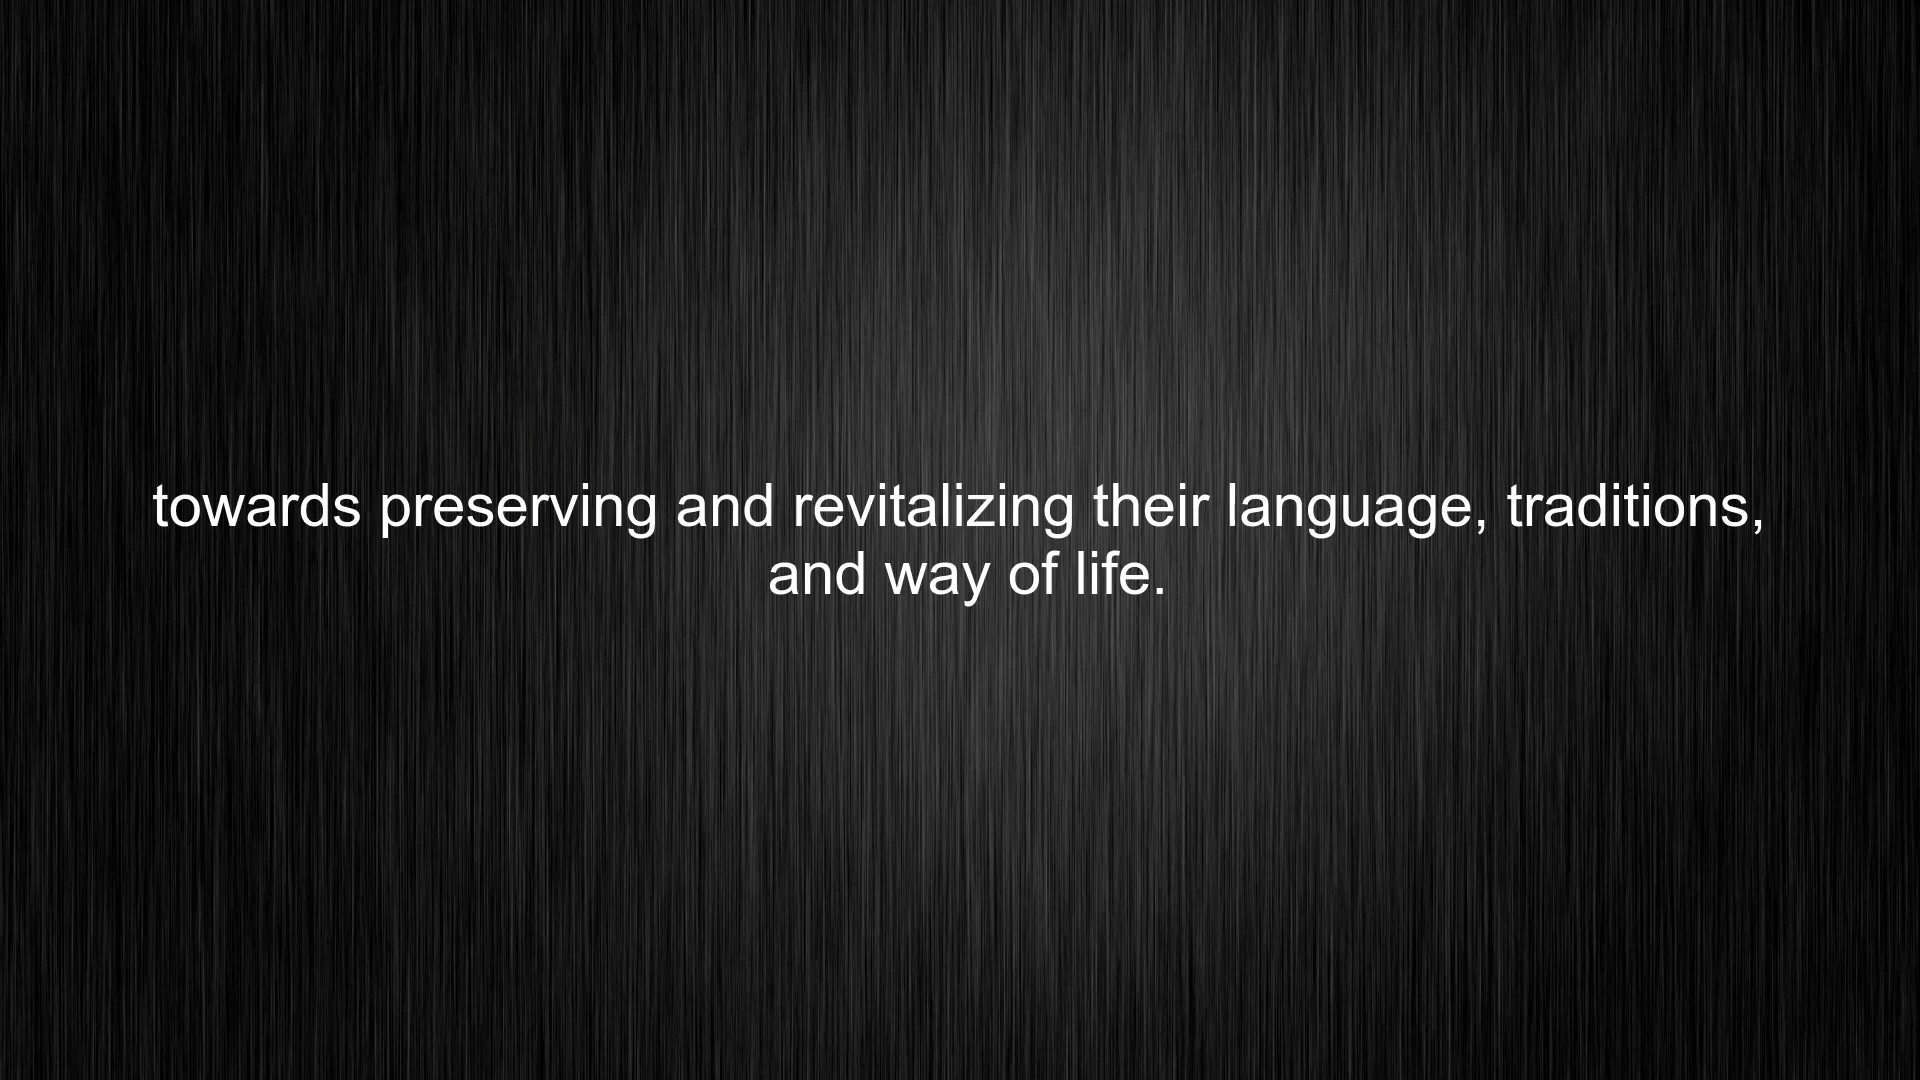 towards preserving and revitalizing their language, traditions,
and way of life.